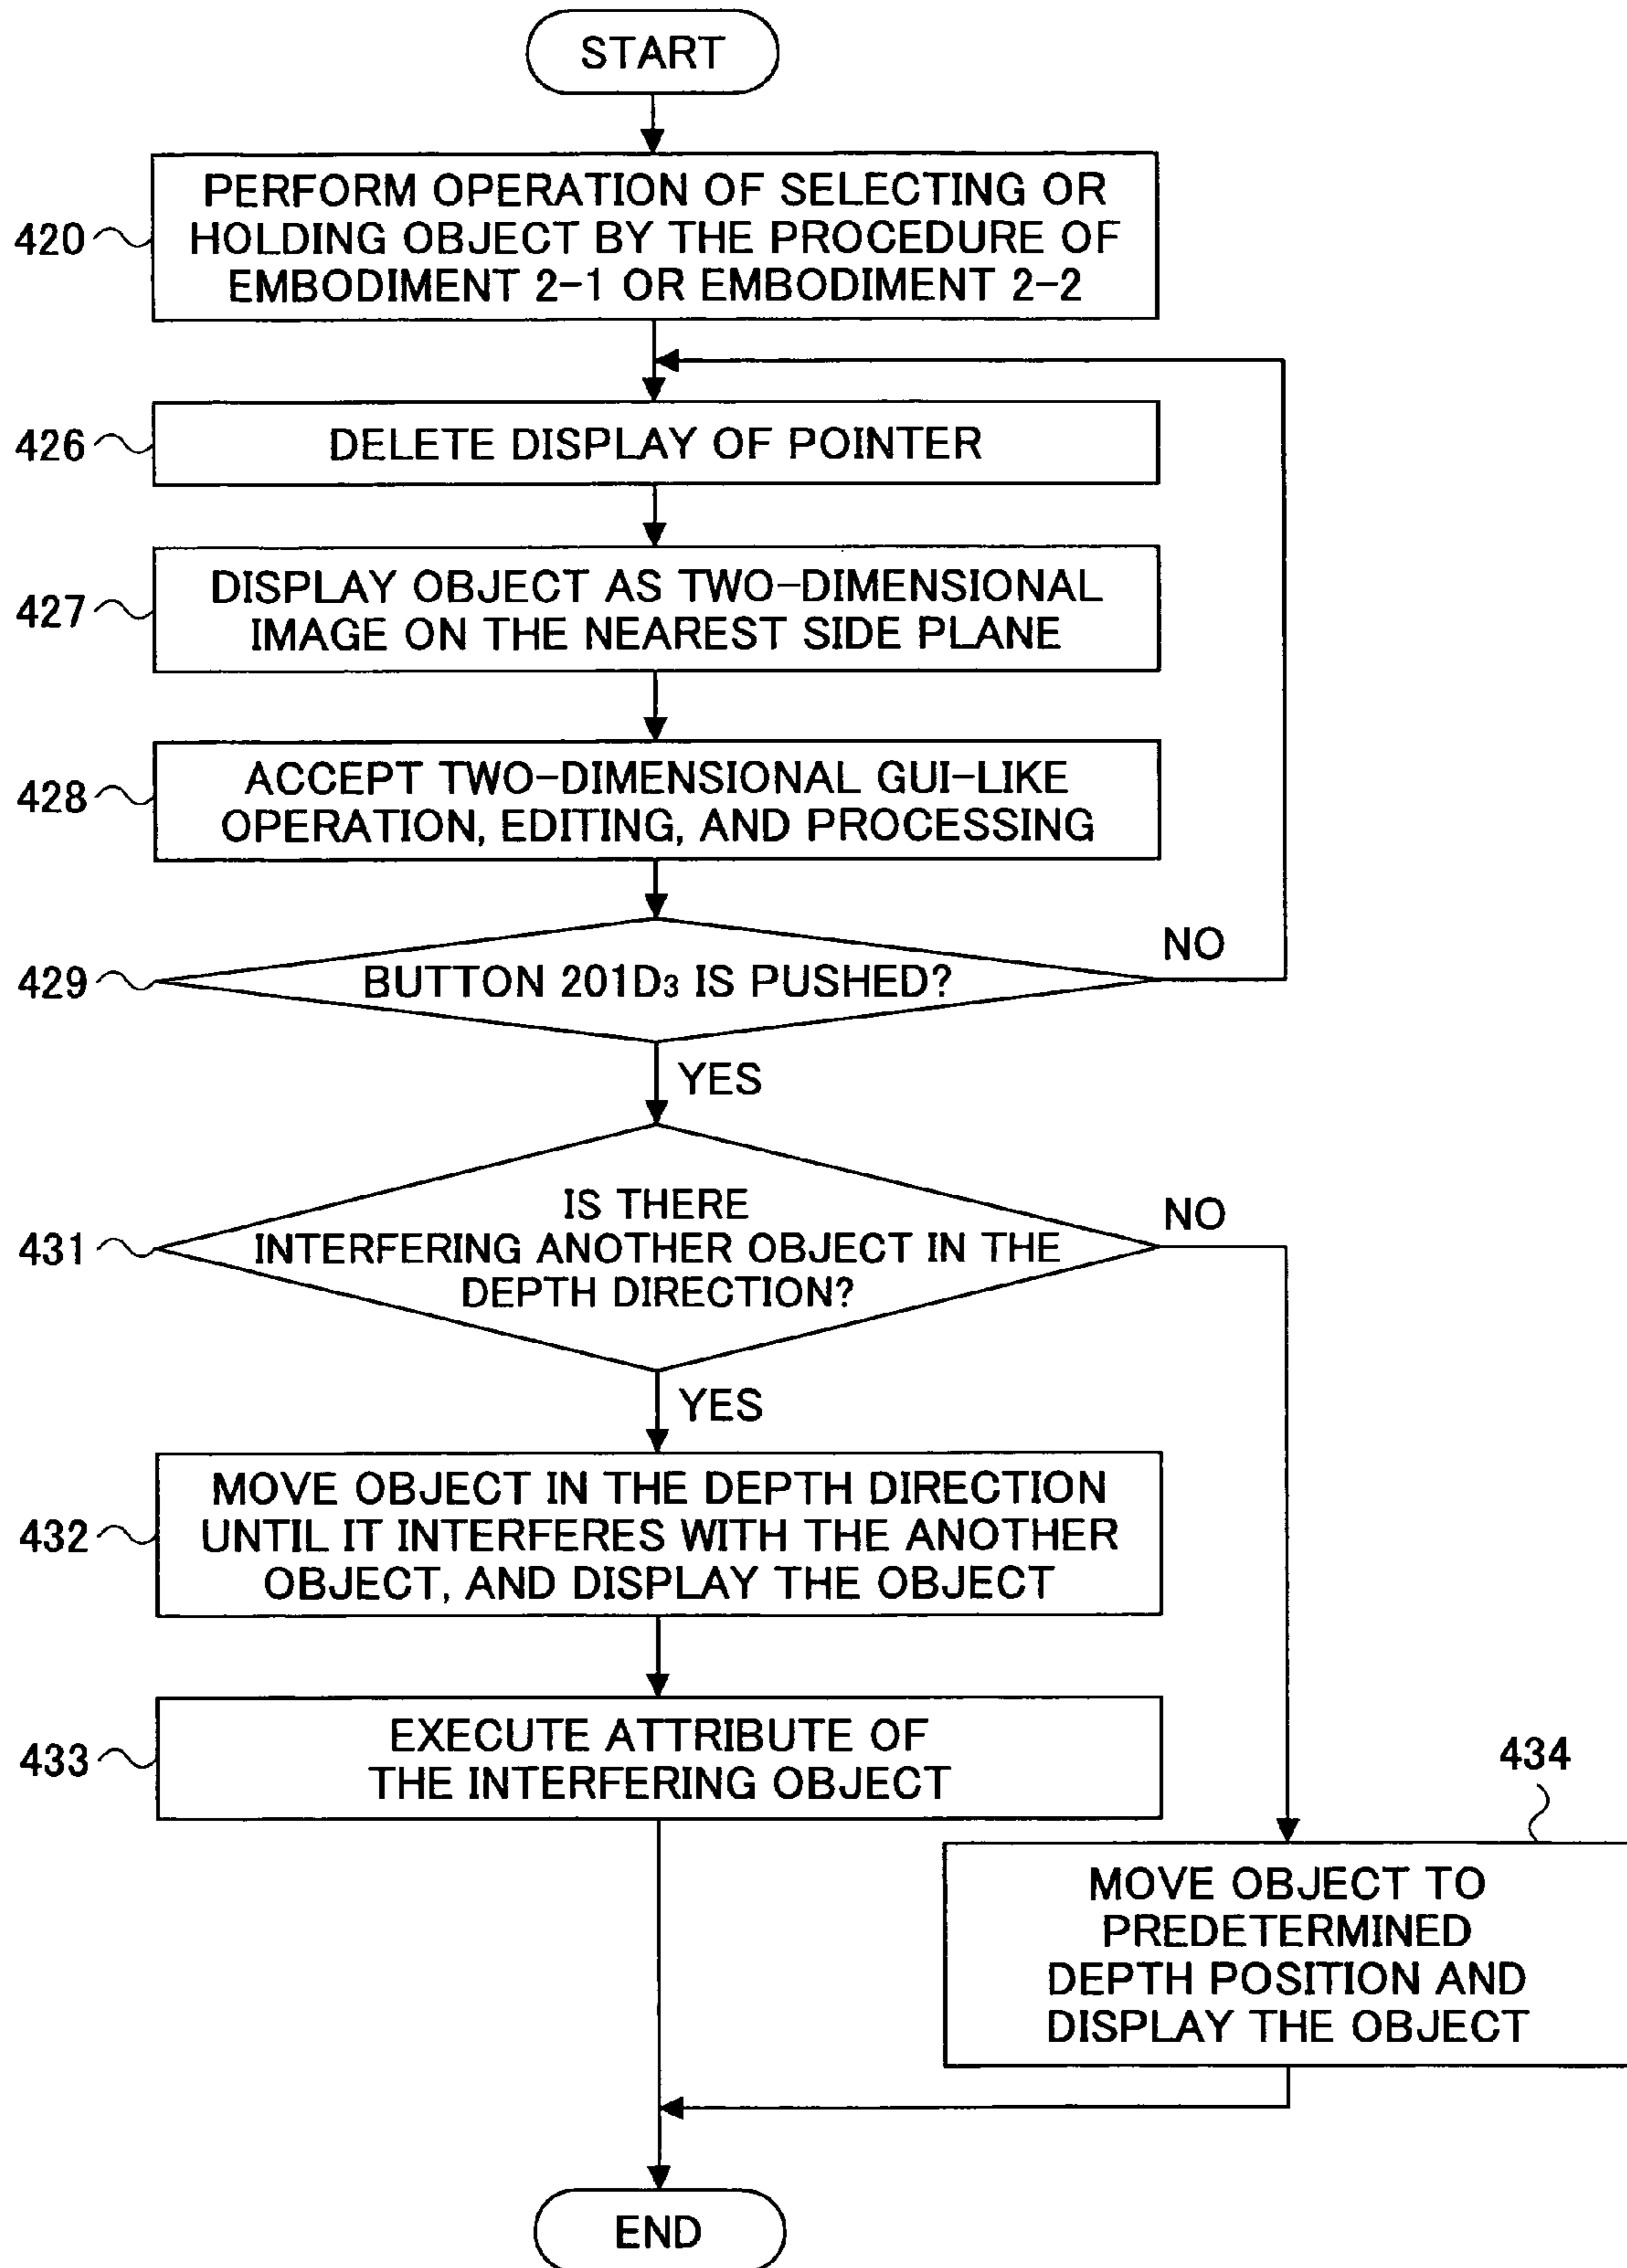 START
PERFORM OPERATION OF SELECTING OR
420
HOLDING OBJECT BY THE PROCEDURE OF
EMBODIMENT 2-1 OR EMBODIMENT 2-2
426
DELETE DISPLAY OF POINTER
DISPLAY OBJECT AS TWO-DIMENSIONAL
427
IMAGE ON THE NEAREST SIDE PLANE
ACCEPT TWO-DIMENSIONAL GUI-LIKE
428
OPERATION, EDITING, AND PROCESSING
NO
429
BUTTON 201D₃ IS PUSHED?
YES
IS THERE
NO
431
INTERFERING ANOTHER OBJECT IN THE
DEPTH DIRECTION?
YES
MOVE OBJECT IN THE DEPTH DIRECTION
432
UNTIL IT INTERFERES WITH THE ANOTHER
OBJECT, AND DISPLAY THE OBJECT
EXECUTE ATTRIBUTE OF
433
THE INTERFERING OBJECT
434
MOVE OBJECT TO
PREDETERMINED
DEPTH POSITION AND
DISPLAY THE OBJECT
END